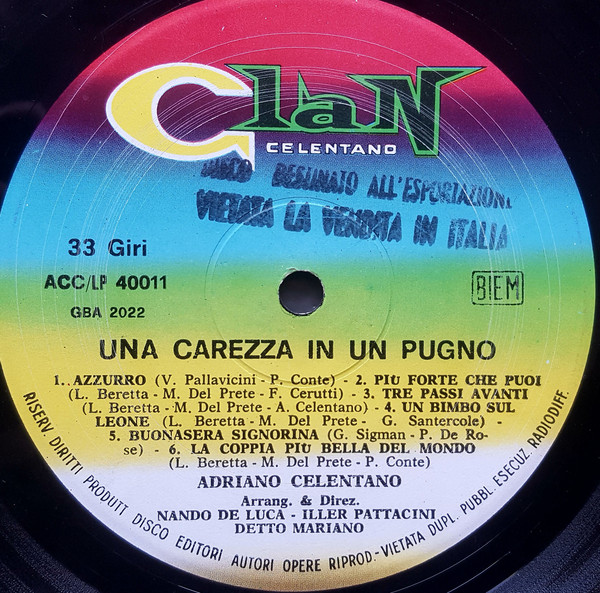 Clan
CELENTANO
DISCO DESTINATO ALL'ESPORTAZIONE
VIETATA LA VENDITA IN ITALIA
33 Giri
ACC/LP 40011
GBA 2022
BIEM
UNA CAREZZA IN UN PUGNO
1. AZZURRO (V. Pallavicini - P. Conte) - 2. PIÙ FORTE CHE PUOI
(L. Beretta - M. Del Prete - F. Cerutti) - 3. TRE PASSI AVANTI
(L. Beretta - M. Del Prete - A. Celentano) - 4. UN BIMBO SUL
LEONE (L. Beretta - M. Del Prete - G. Santercole)
- 5. BUONASERA SIGNORINA (G. Sigman - P. De Ro-
se) - 6. LA COPPIA PIÙ BELLA DEL MONDO
(L. Beretta - M. Del Prete - P. Conte)
ADRIANO CELENTANO
Arrang. & Direz.
NANDO DE LUCA - ILLER PATTACINI
DETTO MARIANO
RISERV. DIRITTI PRODUTT. DISCO EDITORI AUTORI OPERE RIPROD.-VIETATA DUPL. PUBBL. ESECUZ. RADIODIFF.